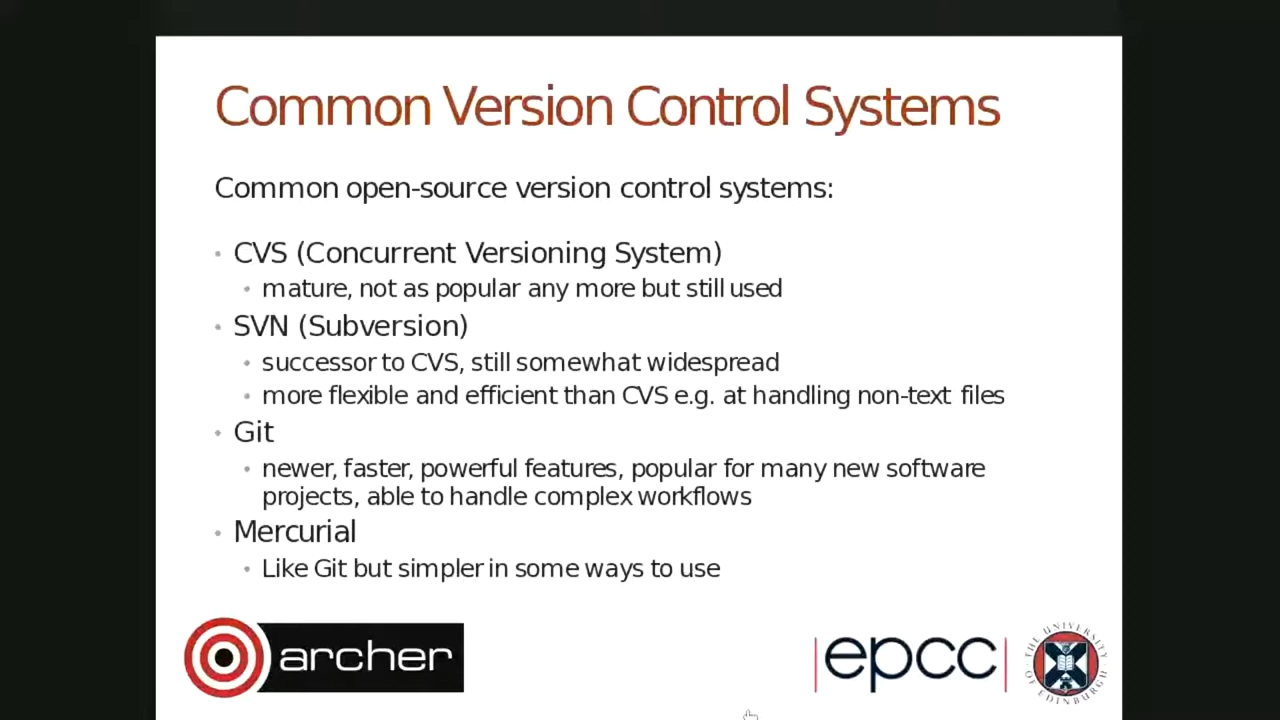 Common Version Control Systems
Common open-source version control systems:
• CVS (Concurrent Versioning System)
• mature, not as popular any more but still used
• SVN (Subversion)
• successor to CVS, still somewhat widespread
• more flexible and efficient than CVS e.g. at handling non-text files
• Git
• newer, faster, powerful features, popular for many new software
projects, able to handle complex workflows
• Mercurial
• Like Git but simpler in some ways to use
archer
|epcc|
THE UNIVERSITY OF EDINBURGH